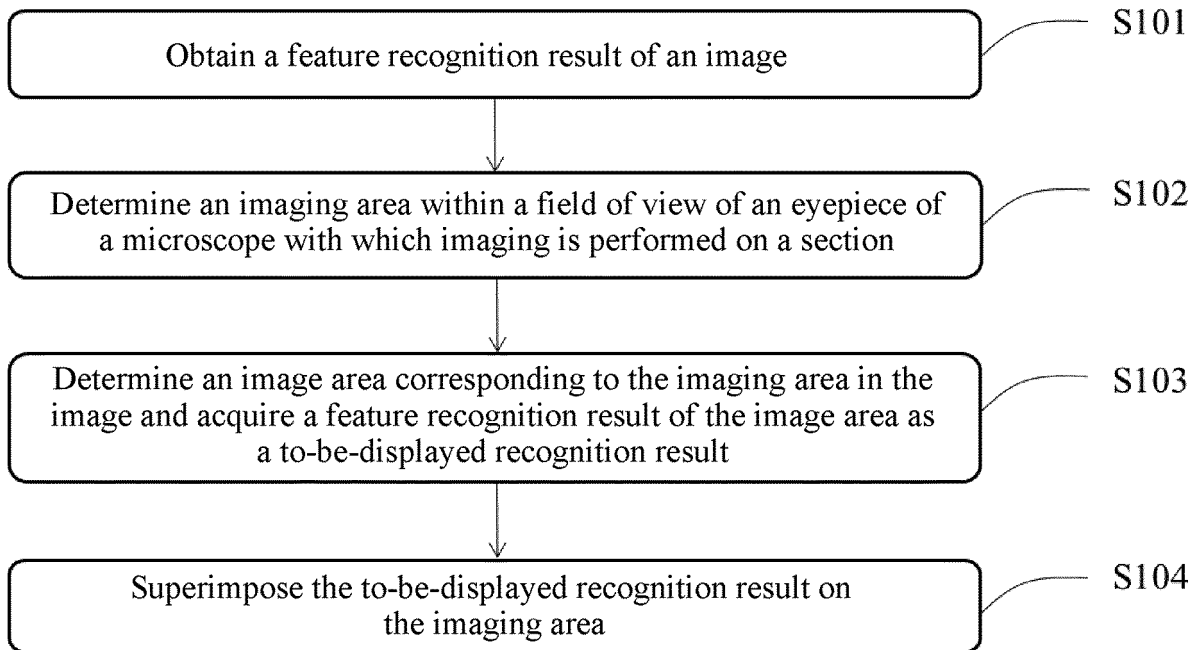 Obtain a feature recognition result of an image
S101
Determine an imaging area within a field of view of an eyepiece of
a microscope with which imaging is performed on a section
S102
Determine an image area corresponding to the imaging area in the
image and acquire a feature recognition result of the image area as
a to-be-displayed recognition result
S103
Superimpose the to-be-displayed recognition result on
the imaging area
S104